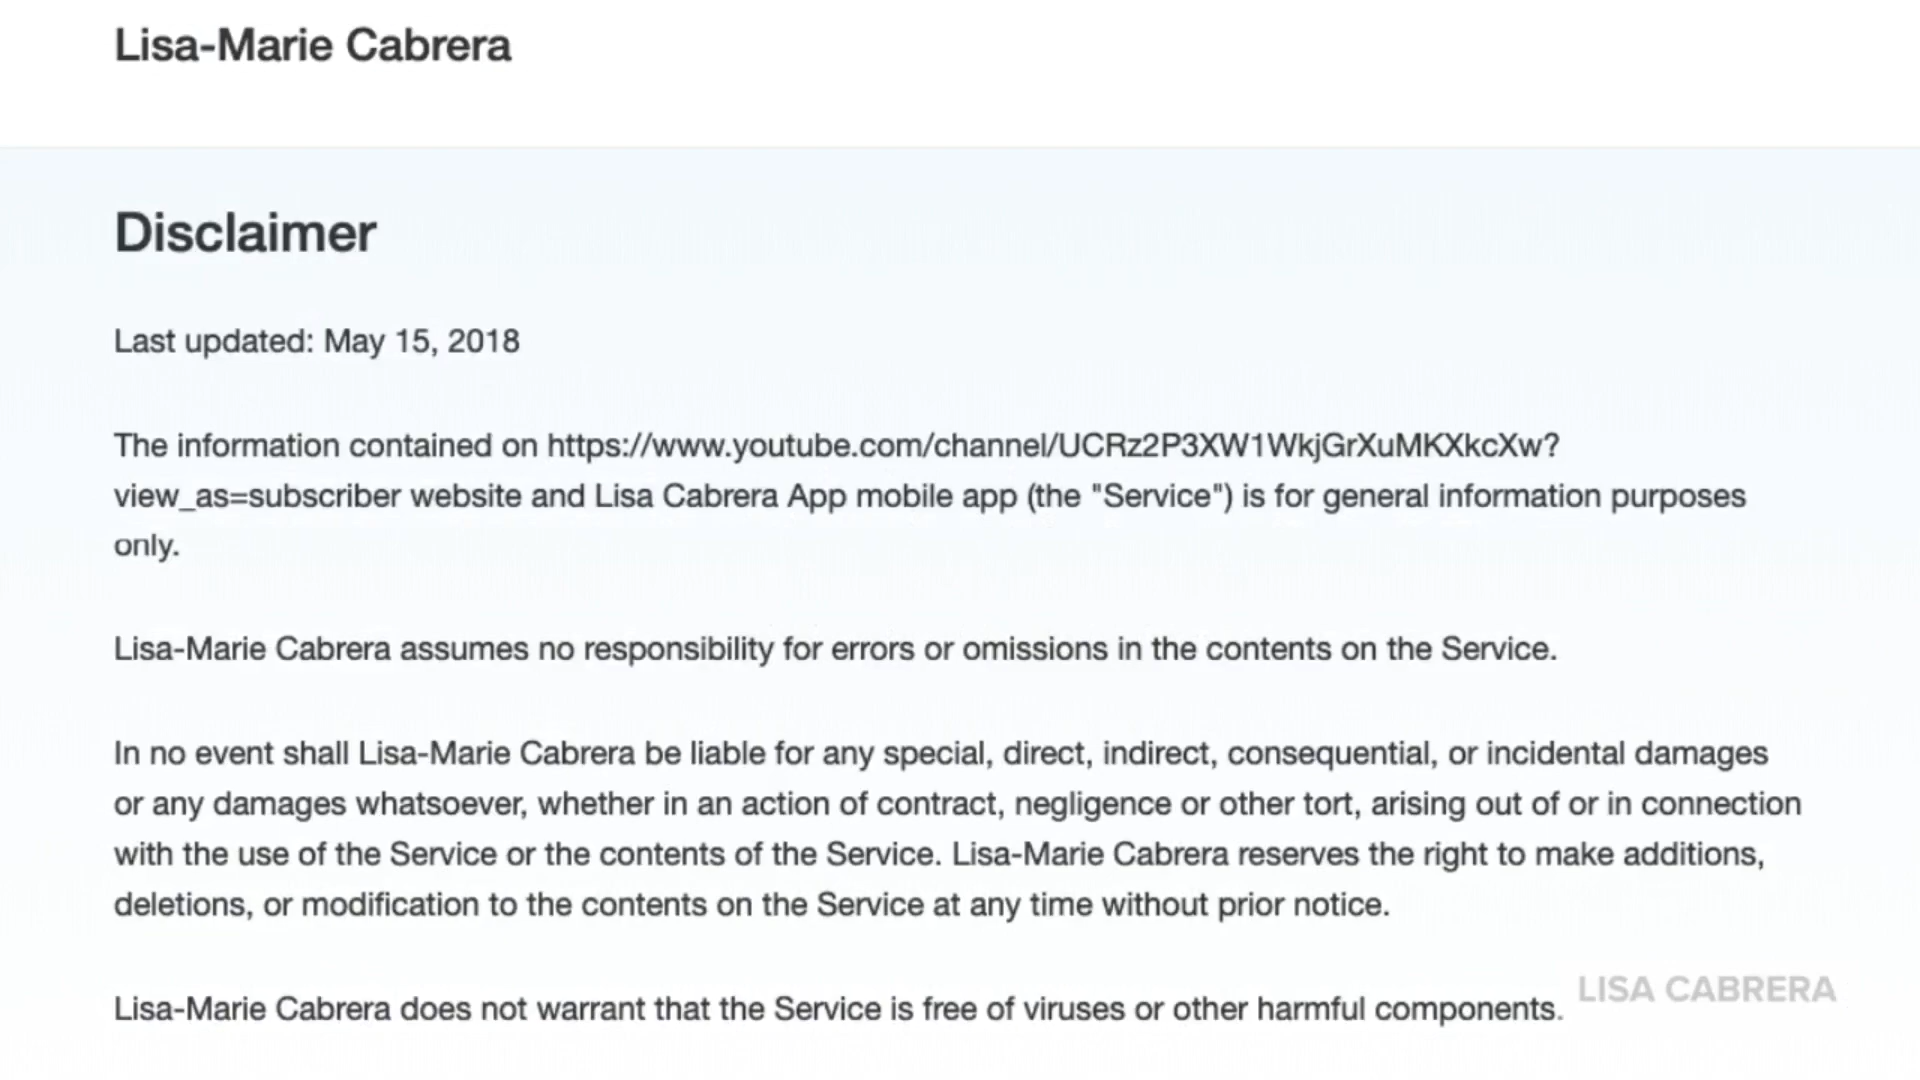 Lisa-Marie Cabrera
Disclaimer
Last updated: May 15, 2018
The information contained on https://www.youtube.com/channel/UCRz2P3XW1WkjGrXuMKXkcXw?
view_as=subscriber website and Lisa Cabrera App mobile app (the "Service") is for general information purposes
only.
Lisa-Marie Cabrera assumes no responsibility for errors or omissions in the contents on the Service.
In no event shall Lisa-Marie Cabrera be liable for any special, direct, indirect, consequential, or incidental damages
or any damages whatsoever, whether in an action of contract, negligence or other tort, arising out of or in connection
with the use of the Service or the contents of the Service. Lisa-Marie Cabrera reserves the right to make additions,
deletions, or modification to the contents on the Service at any time without prior notice.
Lisa-Marie Cabrera does not warrant that the Service is free of viruses or other harmful components.
LISA CABRERA